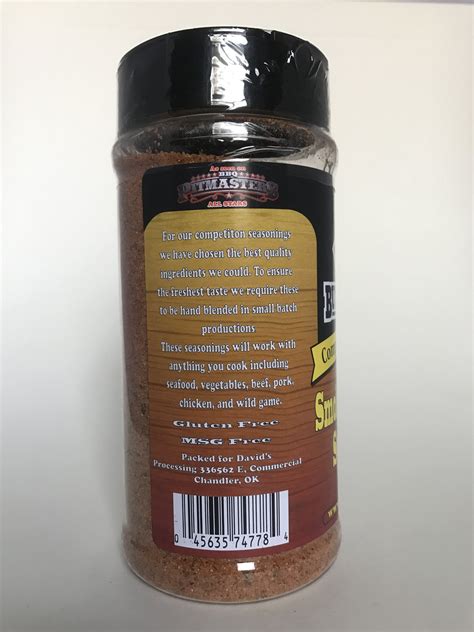 As seen on
BBQ
PITMASTERS
ALL STARS
For our competiton seasonings
we have chosen the best quality
ingredients we could. To ensure
the freshest taste we require these
to be hand blended in small batch
productions
These seasonings will work with
anything you cook including
seafood, vegetables, beef, pork,
chicken, and wild game.
Gluten Free
MSG Free
Packed for David's
Processing 336562 E, Commercial
Chandler, OK
0 45635 74778 4